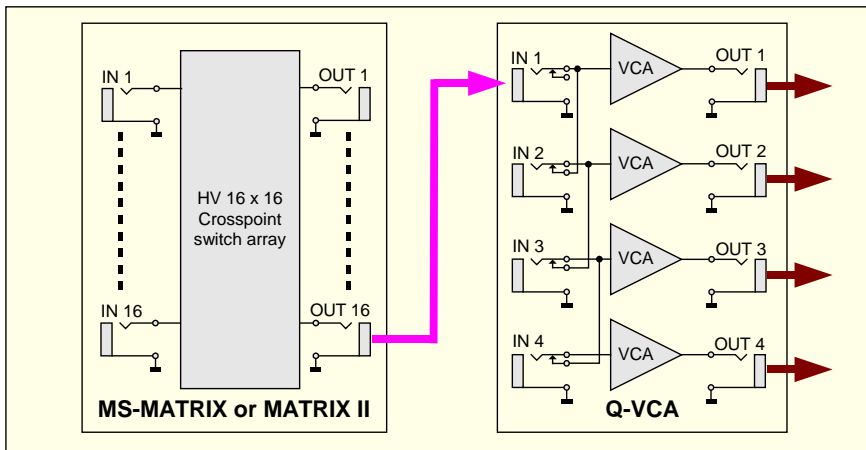 IN 1
OUT 1
HV 16 x 16
Crosspoint
switch array
IN 16
OUT 16
MS-MATRIX or MATRIX II
IN 1
VCA
OUT 1
IN 2
VCA
OUT 2
IN 3
VCA
OUT 3
IN 4
VCA
OUT 4
Q-VCA